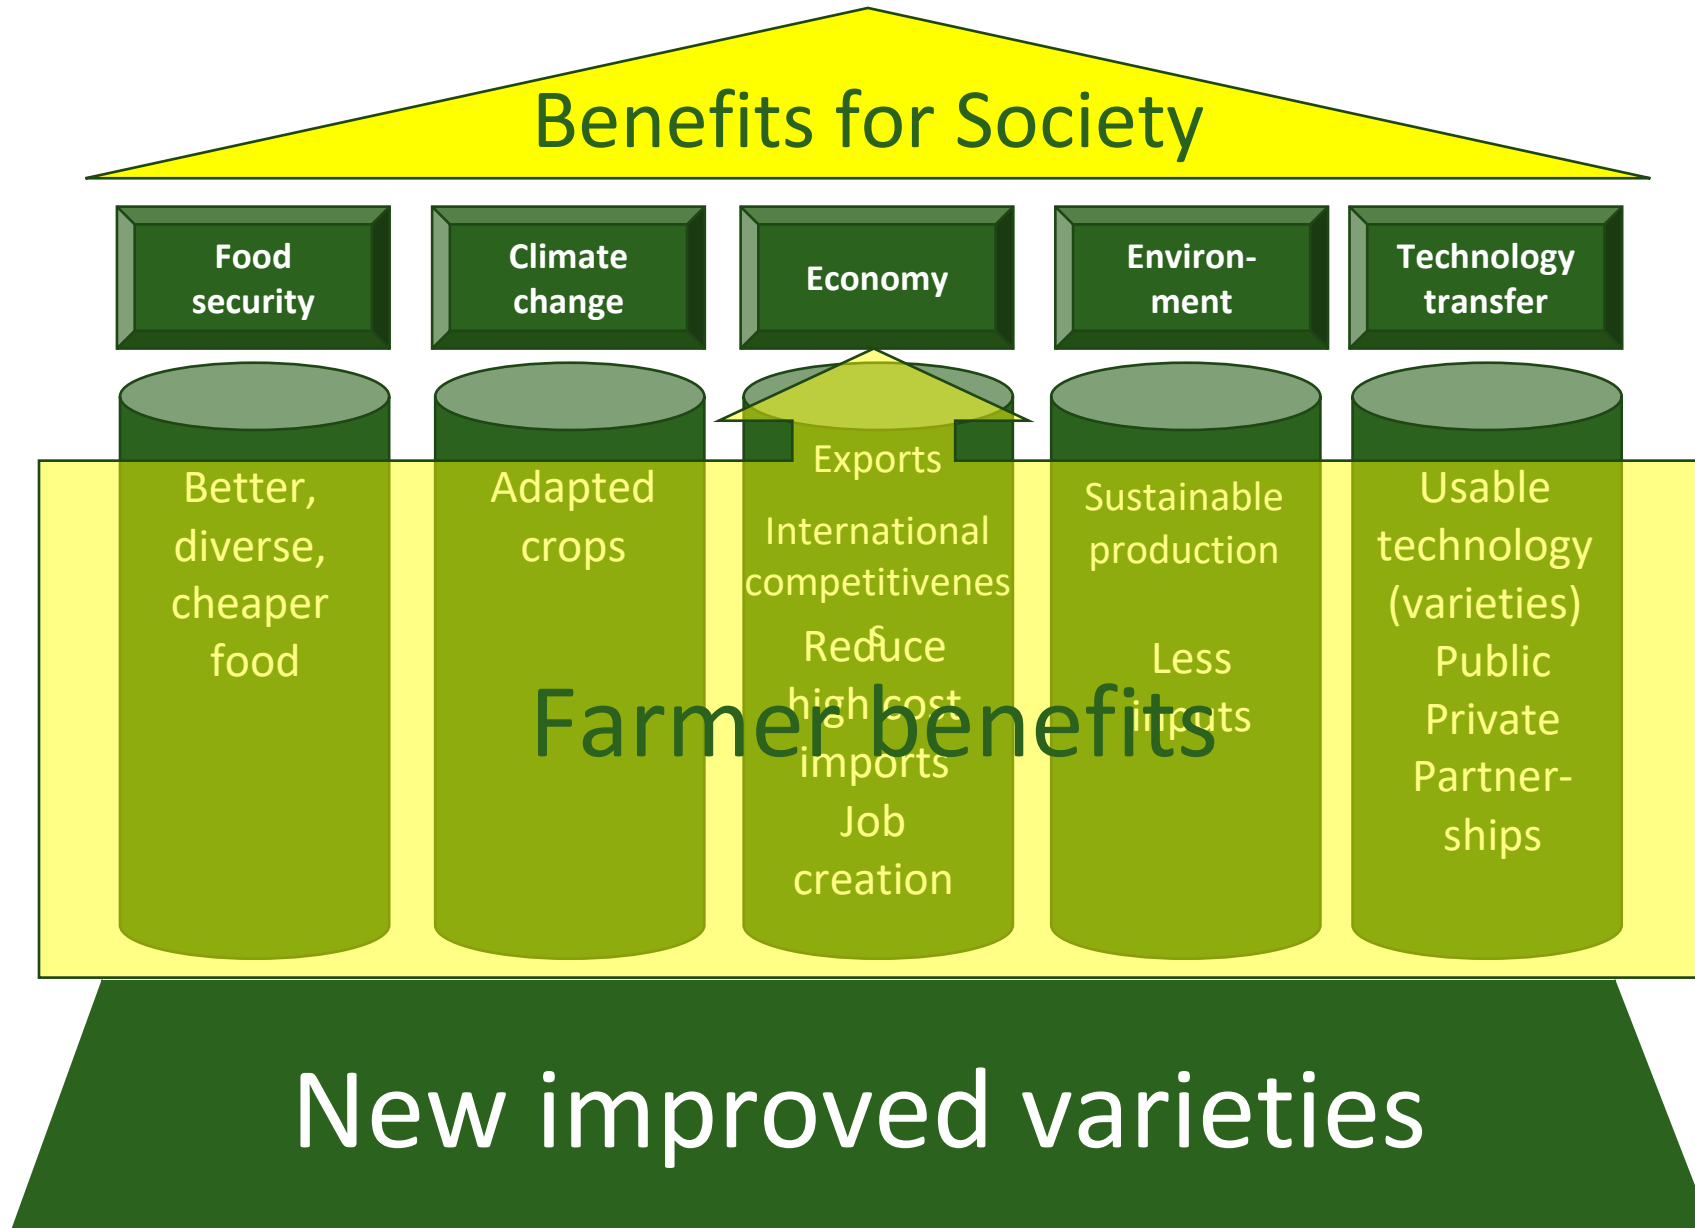 Benefits for Society
Food
security
Climate
change
Economy
Environ-
ment
Technology
transfer
Better,
diverse,
cheaper
food
Adapted
crops
Exports
International
competitivenes
s
Reduce
high cost
imports
Job
creation
Sustainable
production
Less
inputs
Usable
technology
(varieties)
Public
Private
Partner-
ships
Farmer benefits
New improved varieties